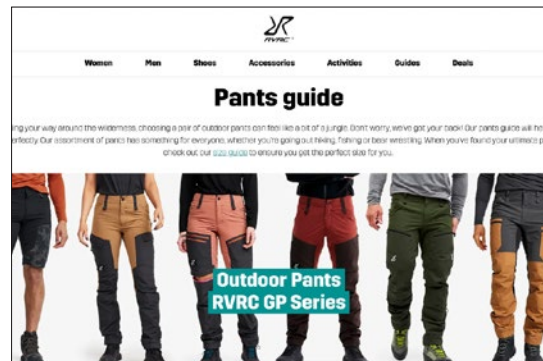 RVRC
Women Men Shoes Accessories Activities Guides Deals
Pants guide
ing your way around the wilderness, choosing a pair of outdoor pants can feel like a bit of a jungle. Don't worry, we've got your back! Our pants guide will he
erfectly. Our assortment of pants has something for everyone, whether you're going out hiking, fishing or bear wrestling. When you've found your ultimate p
check out our size guide to ensure you get the perfect size for you.
Outdoor Pants
RVRC GP Series